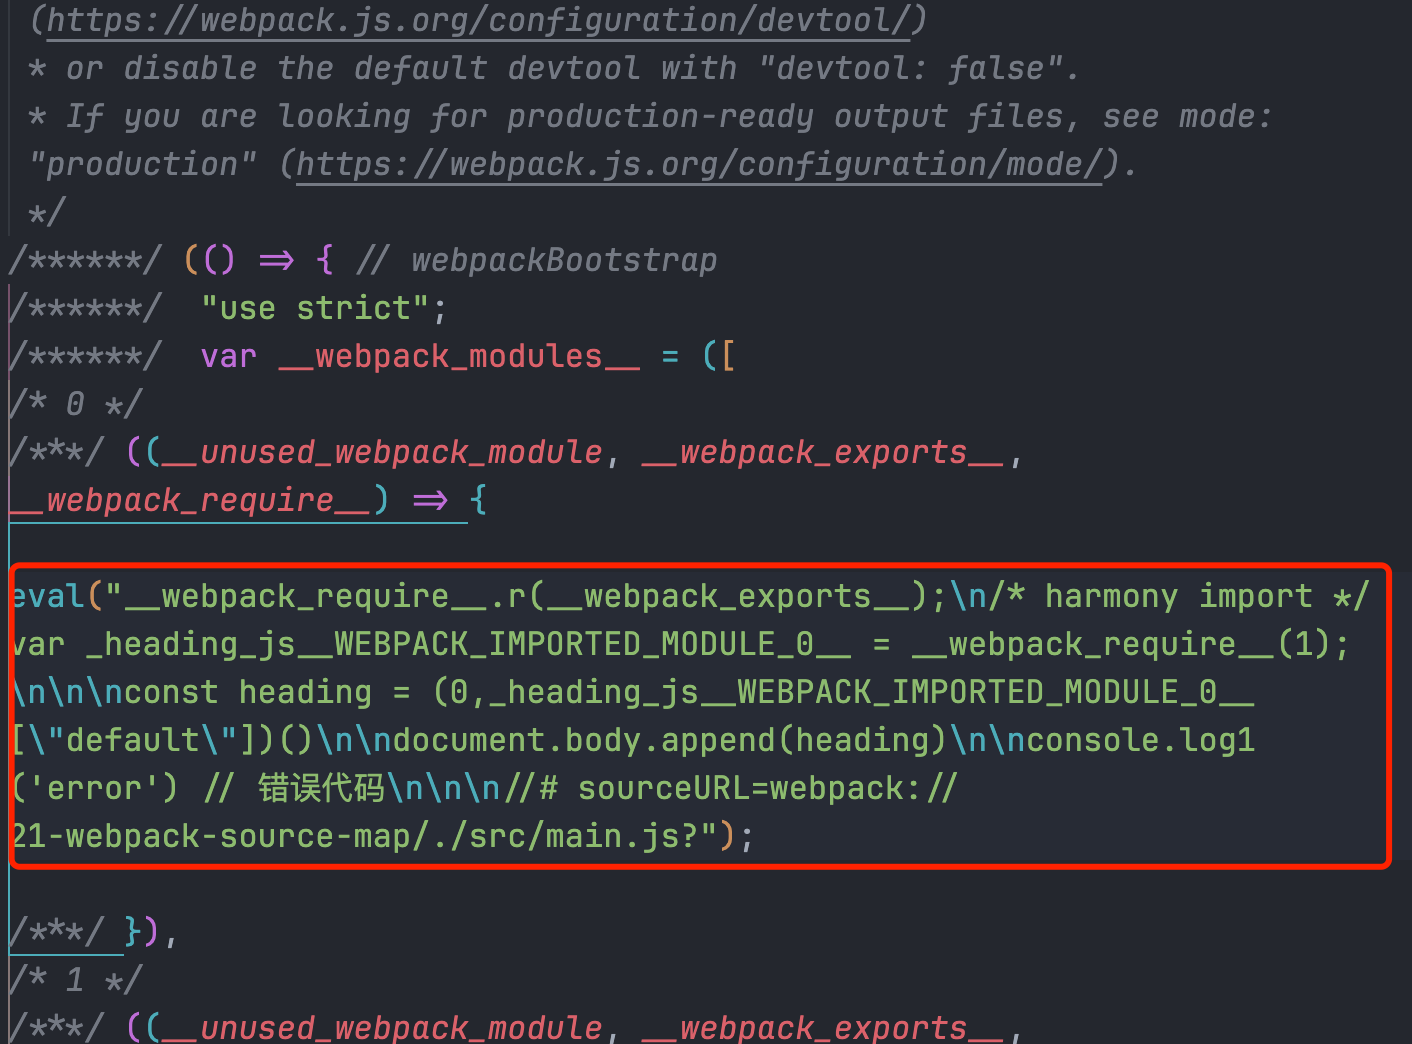 (https://webpack.js.org/configuration/devtool/)
* or disable the default devtool with "devtool: false".
* If you are looking for production-ready output files, see mode:
"production" (https://webpack.js.org/configuration/mode/).
*/
/******/ (() => { // webpackBootstrap
/******/ "use strict";
/******/ var __webpack_modules__ = ([
/* 0 */
/***/ ((__unused_webpack_module, __webpack_exports__,
__webpack_require__) => {
eval("__webpack_require__.r(__webpack_exports__);\n/* harmony import */
var _heading_js__WEBPACK_IMPORTED_MODULE_0__ = __webpack_require__(1);
\n\n\nconst heading = (0,_heading_js__WEBPACK_IMPORTED_MODULE_0__
[\"default\"])()\n\ndocument.body.append(heading)\n\nconsole.log1
('error') // 错误代码\n\n\n//# sourceURL=webpack://
21-webpack-source-map/./src/main.js?");
/***/ }),
/* 1 */
/***/ ((__unused_webpack_module, __webpack_exports__,